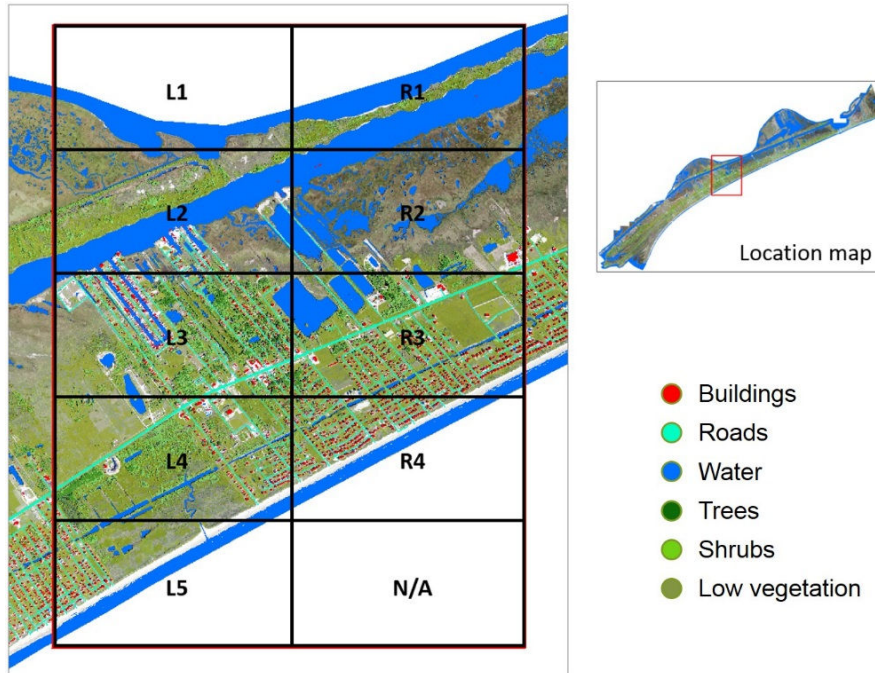 L1
R1
L2
R2
L3
R3
L4
R4
L5
N/A
Location map
Buildings
Roads
Water
Trees
Shrubs
Low vegetation